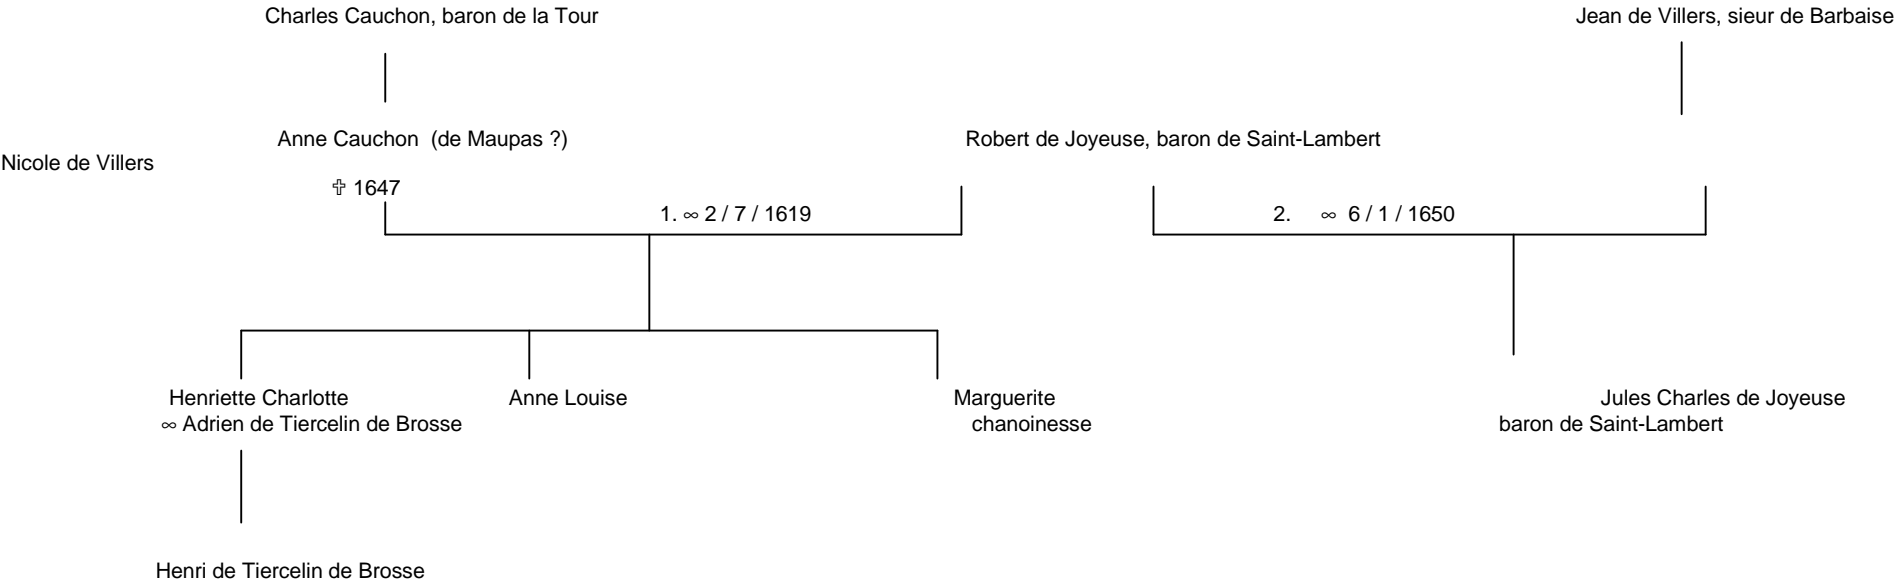 Charles Cauchon, baron de la Tour
Jean de Villers, sieur de Barbaise
Anne Cauchon (de Maupas ?)
Robert de Joyeuse, baron de Saint-Lambert
Nicole de Villers
✞ 1647
1. ∞ 2 / 7 / 1619
2. ∞ 6 / 1 / 1650
Henriette Charlotte
∞ Adrien de Tiercelin de Brosse
Anne Louise
Marguerite
chanoinesse
Jules Charles de Joyeuse
baron de Saint-Lambert
Henri de Tiercelin de Brosse